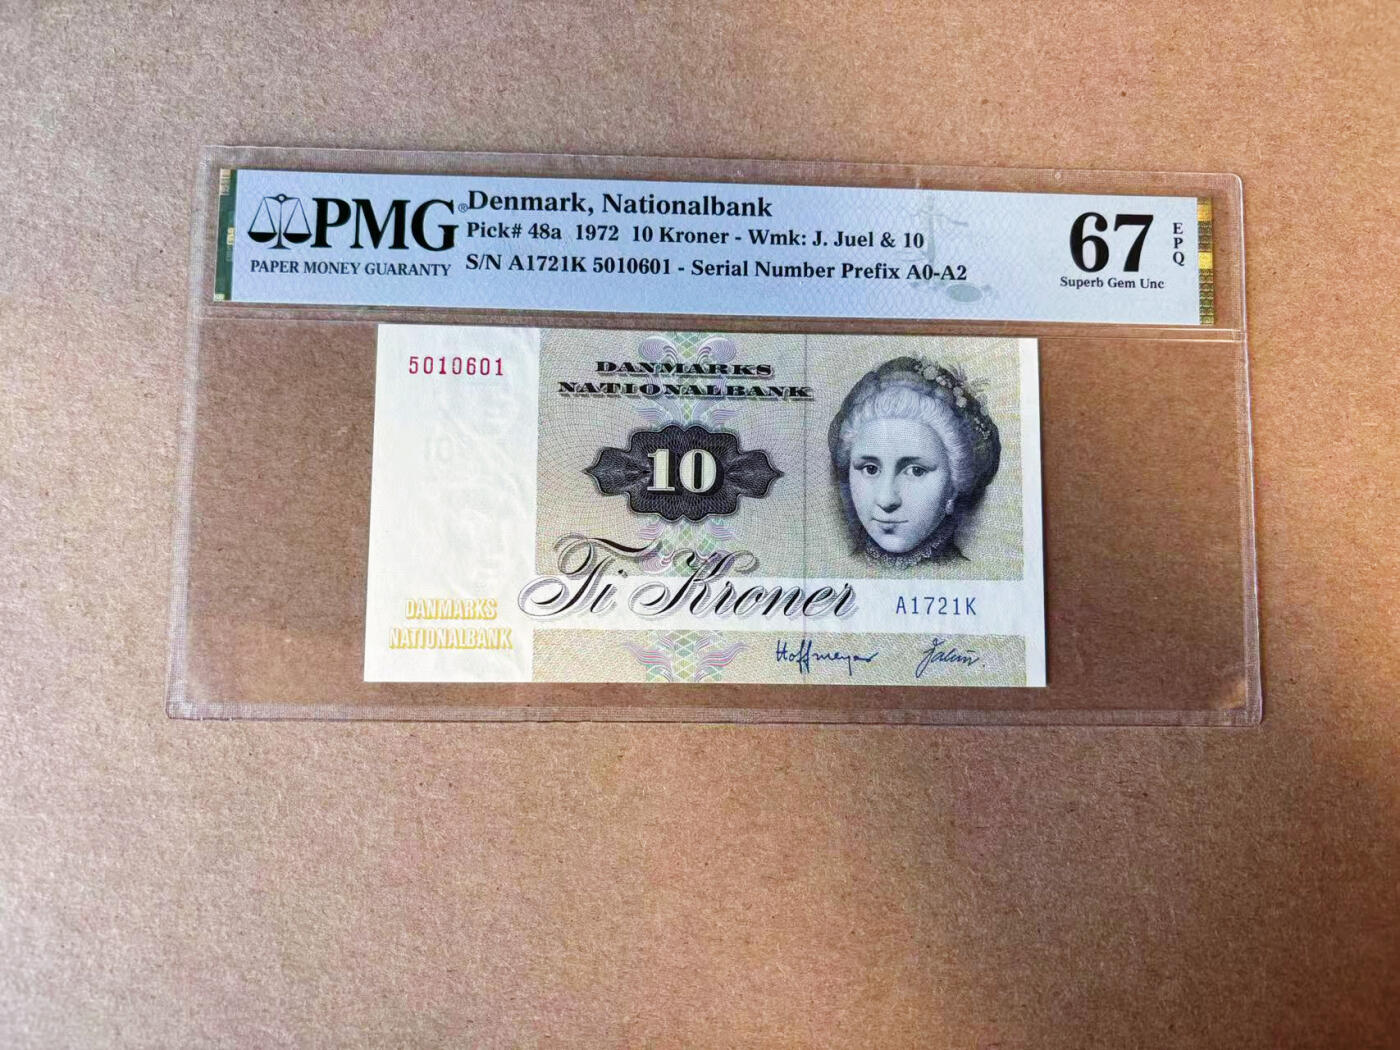 PMG®
PAPER MONEY GUARANTY
Denmark, Nationalbank
Pick# 48a 1972 10 Kroner - Wmk: J. Juel & 10
S/N A1721K 5010601 - Serial Number Prefix A0-A2
67
EPQ
Superb Gem Unc
5010601
DANMARKS
NATIONALBANK
10
Ti Kroner
A1721K
DANMARKS
NATIONALBANK
Hoffmeyer